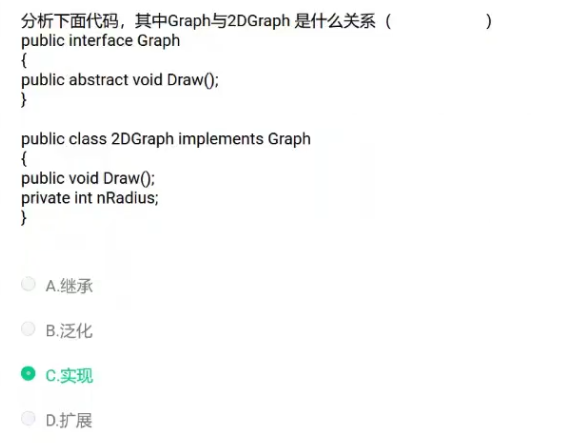 分析下面代码，其中Graph与2DGraph 是什么关系（ ）
public interface Graph
{
public abstract void Draw();
}
public class 2DGraph implements Graph
{
public void Draw();
private int nRadius;
}
A.继承
B.泛化
C.实现
D.扩展